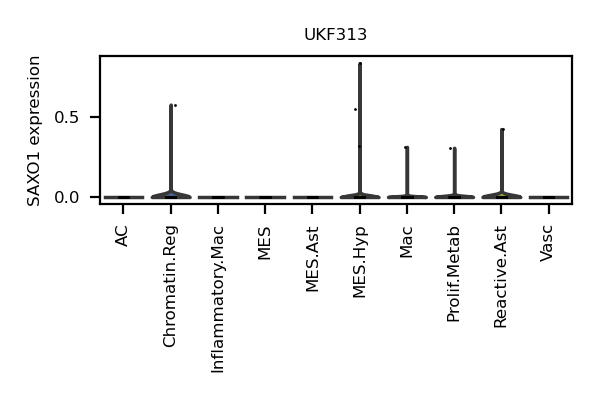 UKF313
SAXO1 expression
0.5
0.0
AC
Chromatin.Reg
Inflammatory.Mac
MES
MES.Ast
MES.Hyp
Mac
Prolif.Metab
Reactive.Ast
Vasc